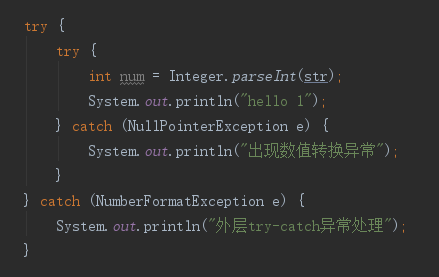 try {
    try {
        int num = Integer.parseInt(str);
        System.out.println("hello 1");
    } catch (NullPointerException e) {
        System.out.println("出现数值转换异常");
    }
} catch (NumberFormatException e) {
    System.out.println("外层try-catch异常处理");
}